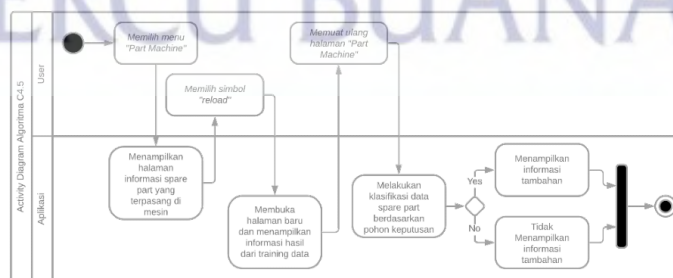 ERCU BUANA
Activity Diagram Algoritma C4.5
User
Memilih menu
"Part Machine"
Memilih simbol
"reload"
Memuat ulang
halaman "Part
Machine"
Aplikasi
Menampilkan
halaman
informasi spare
part yang
terpasang di
mesin
Membuka
halaman baru
dan menampilkan
informasi hasil
dari training data
Melakukan
klasifikasi data
spare part
berdasarkan
pohon keputusan
Yes
No
Menampilkan
informasi
tambahan
Tidak
Menampilkan
informasi
tambahan